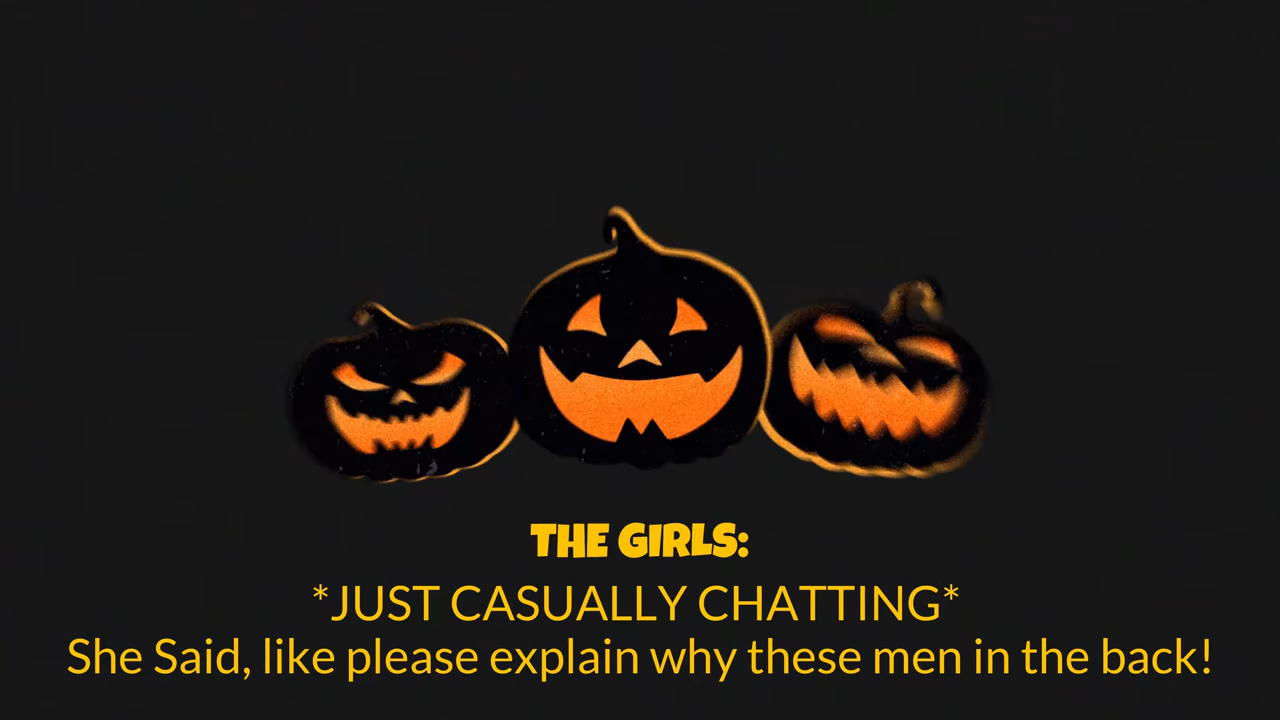 THE GIRLS:
*JUST CASUALLY CHATTING*
She Said, like please explain why these men in the back!